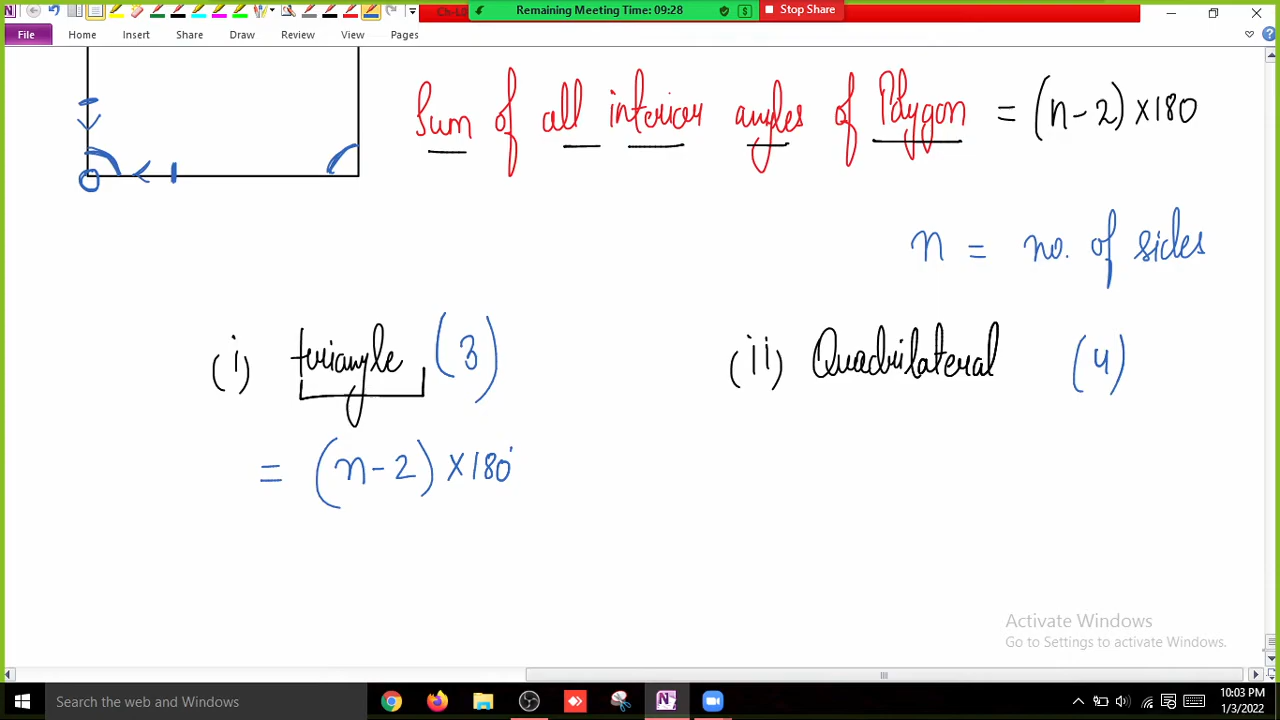 Remaining Meeting Time: 09:28
Stop Share
File Home Insert Share Draw Review View Pages
Sum of all interior angles of Polygon = (n-2)×180
n = no. of sides
(i) triangle (3)
(ii) Quadrilateral (4)
= (n-2)×180°
Activate Windows
Go to Settings to activate Windows.
Search the web and Windows
10:03 PM
1/3/2022